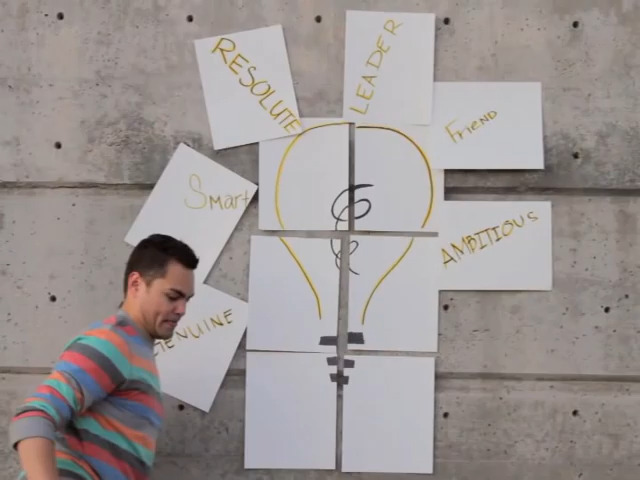 RESOLUTE
LEADER
Friend
Smart
AMBITIOUS
GENUINE